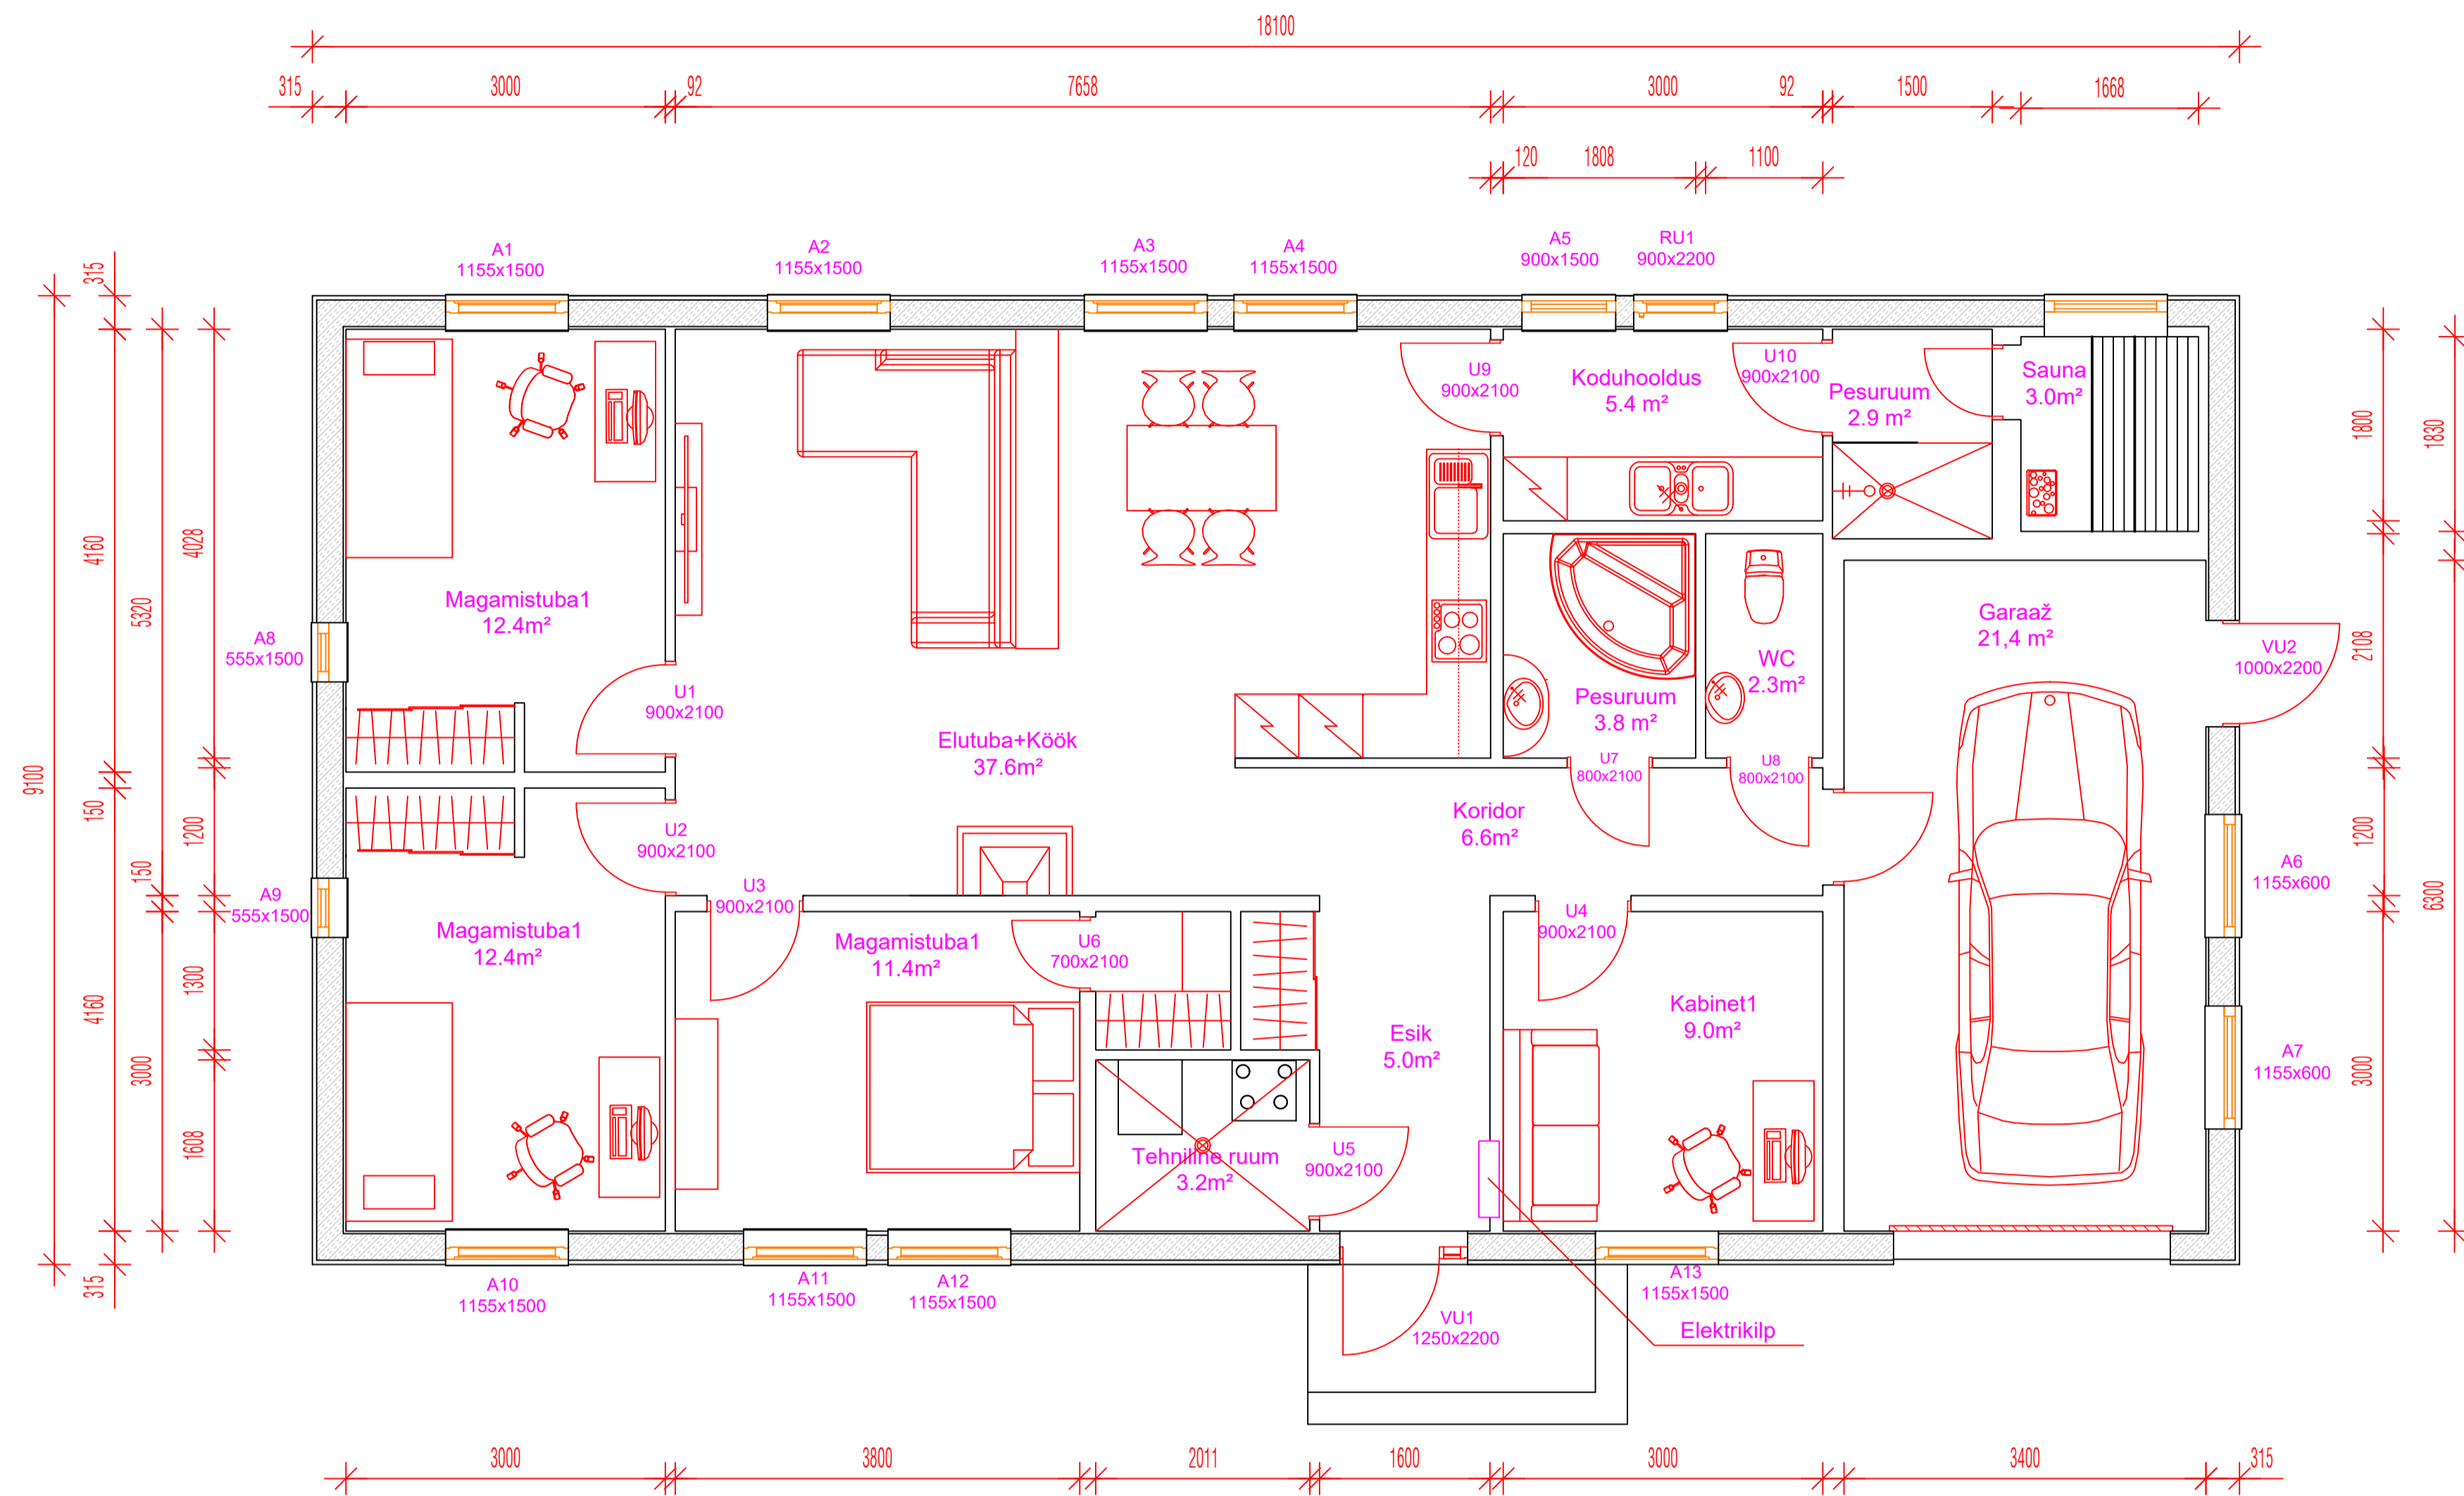 18100
315
3000
92
7658
3000
92
1500
1668
120
1808
1100
A1
1155x1500
A2
1155x1500
A3
1155x1500
A4
1155x1500
A5
900x1500
RU1
900x2200
315
4160
150
4160
315
9100
5320
150
3000
4028
1200
1300
1608
A8
555x1500
A9
555x1500
Magamistuba1
12.4m²
U1
900x2100
U2
900x2100
Magamistuba1
12.4m²
Elutuba+Köök
37.6m²
U3
900x2100
Magamistuba1
11.4m²
U6
700x2100
Tehniline ruum
3.2m²
U5
900x2100
Esik
5.0m²
U9
900x2100
Koduhooldus
5.4 m²
U10
900x2100
Pesuruum
2.9 m²
Sauna
3.0m²
Pesuruum
3.8 m²
WC
2.3m²
U7
800x2100
U8
800x2100
Koridor
6.6m²
U4
900x2100
Kabinet1
9.0m²
Garaaž
21,4 m²
VU2
1000x2200
A6
1155x600
A7
1155x600
1800
2108
1200
3000
1830
6300
A10
1155x1500
A11
1155x1500
A12
1155x1500
VU1
1250x2200
A13
1155x1500
Elektrikilp
3000
3800
2011
1600
3000
3400
315